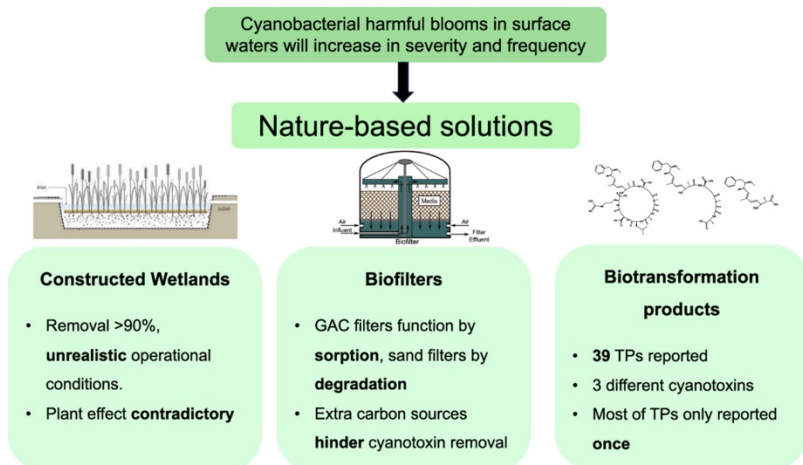 Cyanobacterial harmful blooms in surface
waters will increase in severity and frequency
Nature-based solutions
Media
Air
Air
Influent
Filter
Effluent
Biofilter
Constructed Wetlands
• Removal >90%,
unrealistic operational
conditions.
• Plant effect contradictory
Biofilters
• GAC filters function by
sorption, sand filters by
degradation
• Extra carbon sources
hinder cyanotoxin removal
Biotransformation
products
• 39 TPs reported
• 3 different cyanotoxins
• Most of TPs only reported
once